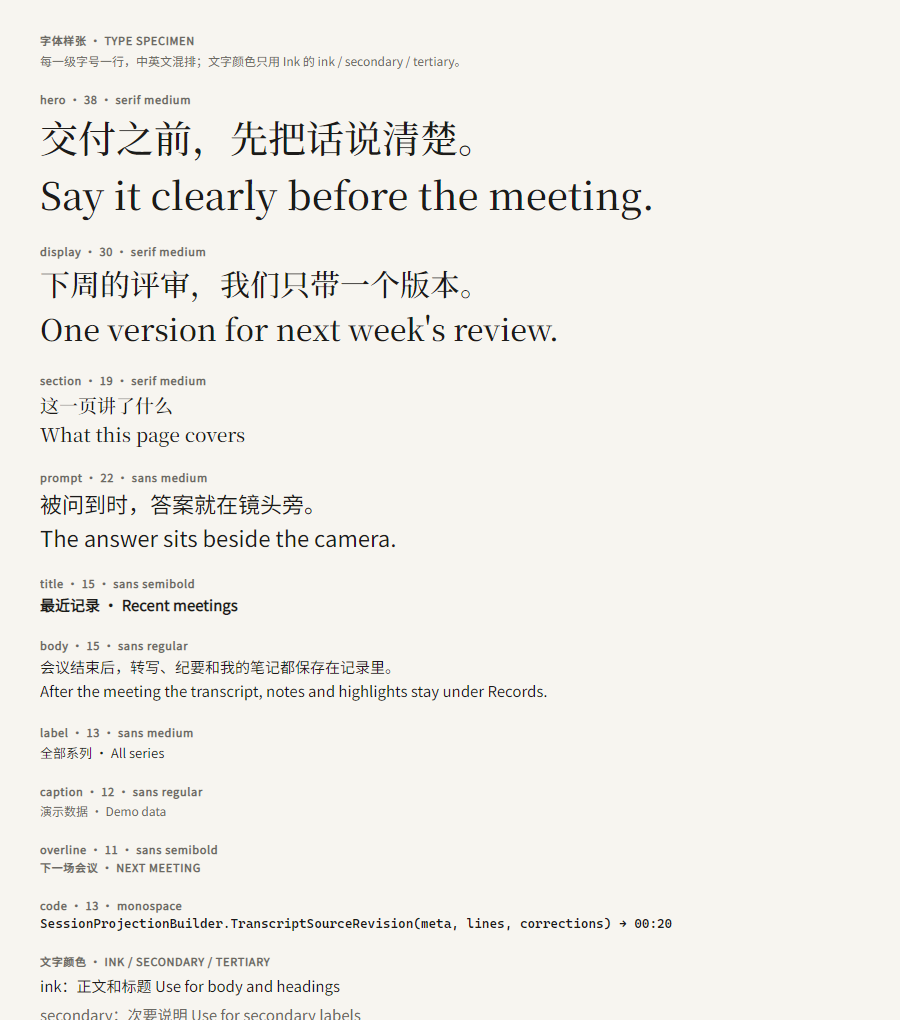 字体样张 · TYPE SPECIMEN
每一级字号一行，中英文混排；文字颜色只用 Ink 的 ink / secondary / tertiary。
hero · 38 · serif medium
交付之前，先把话说清楚。
Say it clearly before the meeting.
display · 30 · serif medium
下周的评审，我们只带一个版本。
One version for next week's review.
section · 19 · serif medium
这一页讲了什么
What this page covers
prompt · 22 · sans medium
被问到时，答案就在镜头旁。
The answer sits beside the camera.
title · 15 · sans semibold
最近记录 · Recent meetings
body · 15 · sans regular
会议结束后，转写、纪要和我的笔记都保存在记录里。
After the meeting the transcript, notes and highlights stay under Records.
label · 13 · sans medium
全部系列 · All series
caption · 12 · sans regular
演示数据 · Demo data
overline · 11 · sans semibold
下一场会议 · NEXT MEETING
code · 13 · monospace
SessionProjectionBuilder.TranscriptSourceRevision(meta, lines, corrections) → 00:20
文字颜色 · INK / SECONDARY / TERTIARY
ink：正文和标题 Use for body and headings
secondary：次要说明 Use for secondary labels